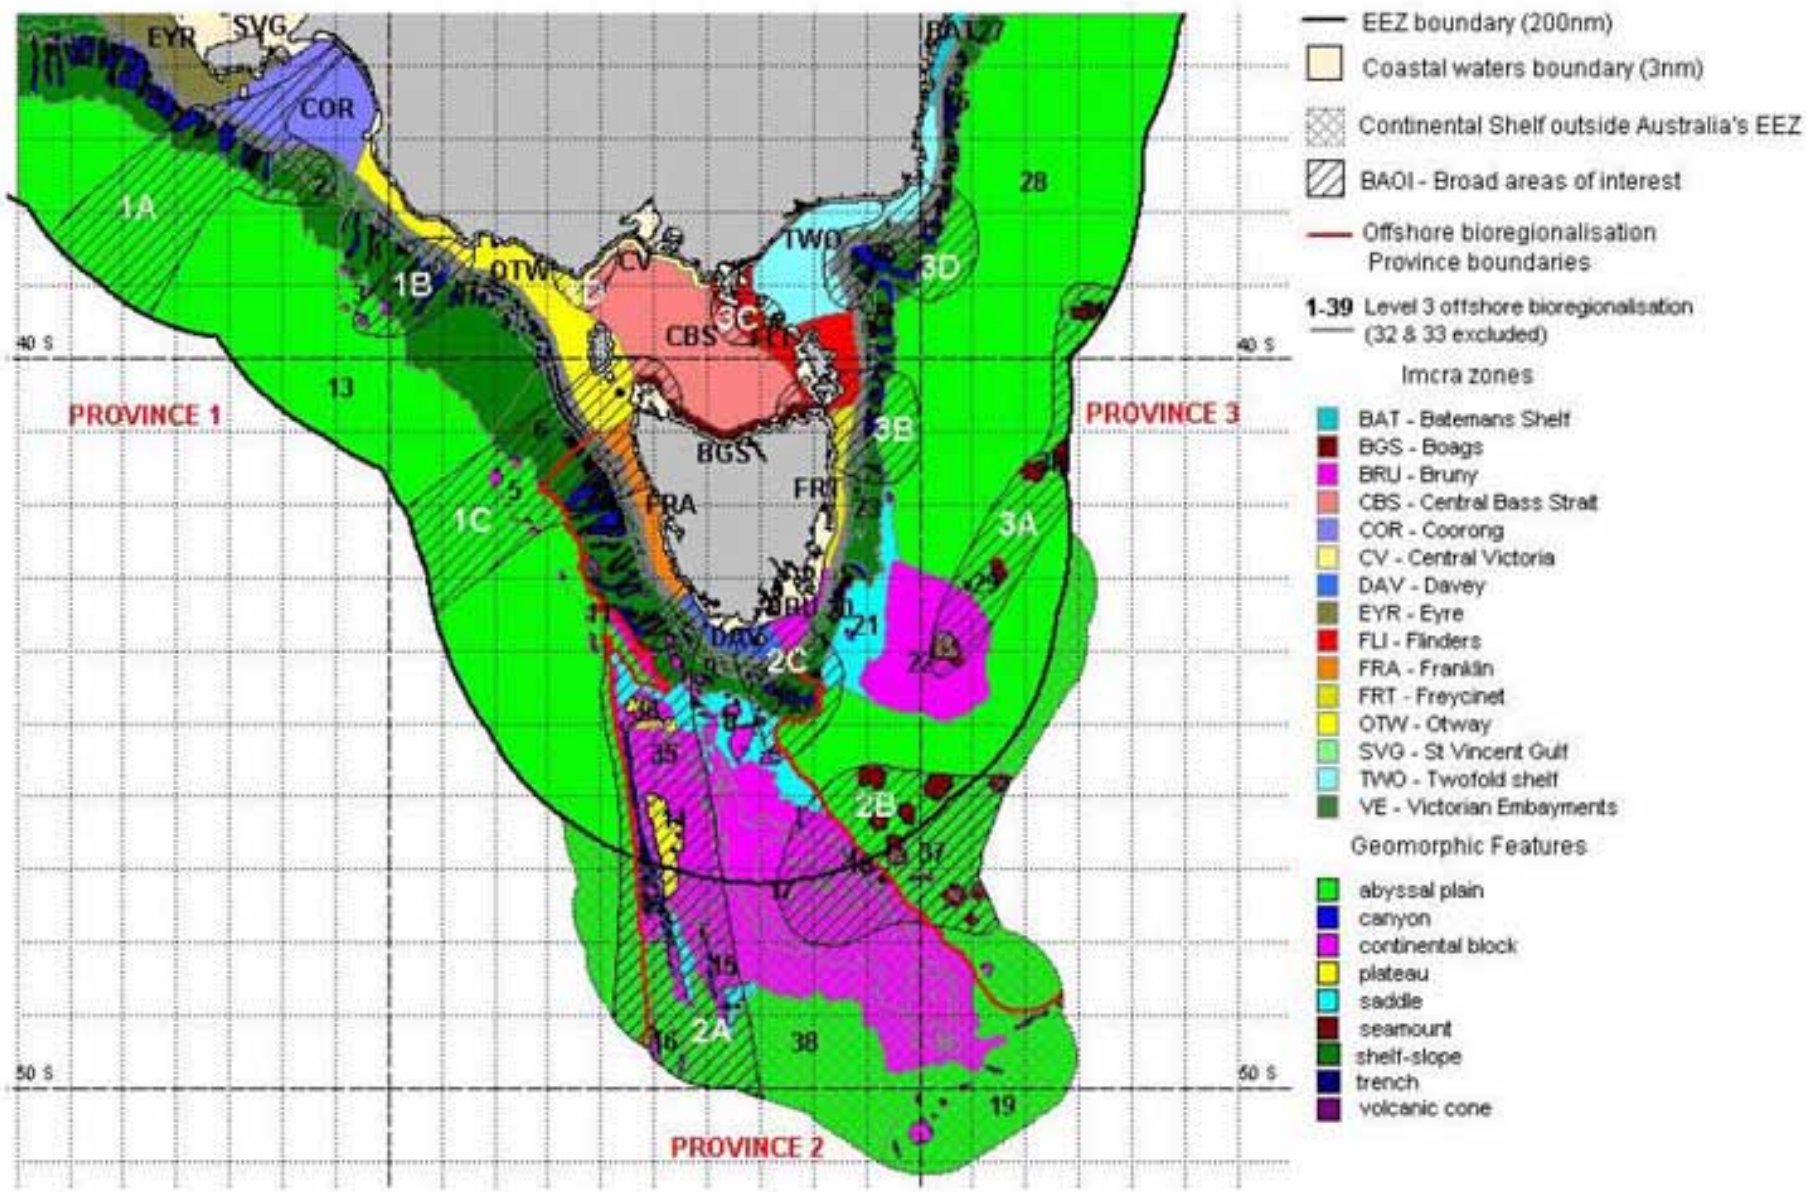 EYR
SVG
BAT
27
COR
1A
2
28
TWO
CV
OTW
1B
3D
3C
CBS
40 S
40 S
13
PROVINCE 1
PROVINCE 3
6
3B
BGS
5
1C
FRA
FRT
3A
21
DAV
2C
22
8
35
2B
37
17
15
2A
16
38
50 S
50 S
19
PROVINCE 2
EEZ boundary (200nm)
Coastal waters boundary (3nm)
Continental Shelf outside Australia's EEZ
BAOI - Broad areas of interest
Offshore bioregionalisation
Province boundaries
1-39 Level 3 offshore bioregionalisation
(32 & 33 excluded)
Imcra zones
BAT - Batemans Shelf
BGS - Boags
BRU - Bruny
CBS - Central Bass Strait
COR - Coorong
CV - Central Victoria
DAV - Davey
EYR - Eyre
FLI - Flinders
FRA - Franklin
FRT - Freycinet
OTW - Otway
SVG - St Vincent Gulf
TWO - Twofold shelf
VE - Victorian Embayments
Geomorphic Features
abyssal plain
canyon
continental block
plateau
saddle
seamount
shelf-slope
trench
volcanic cone